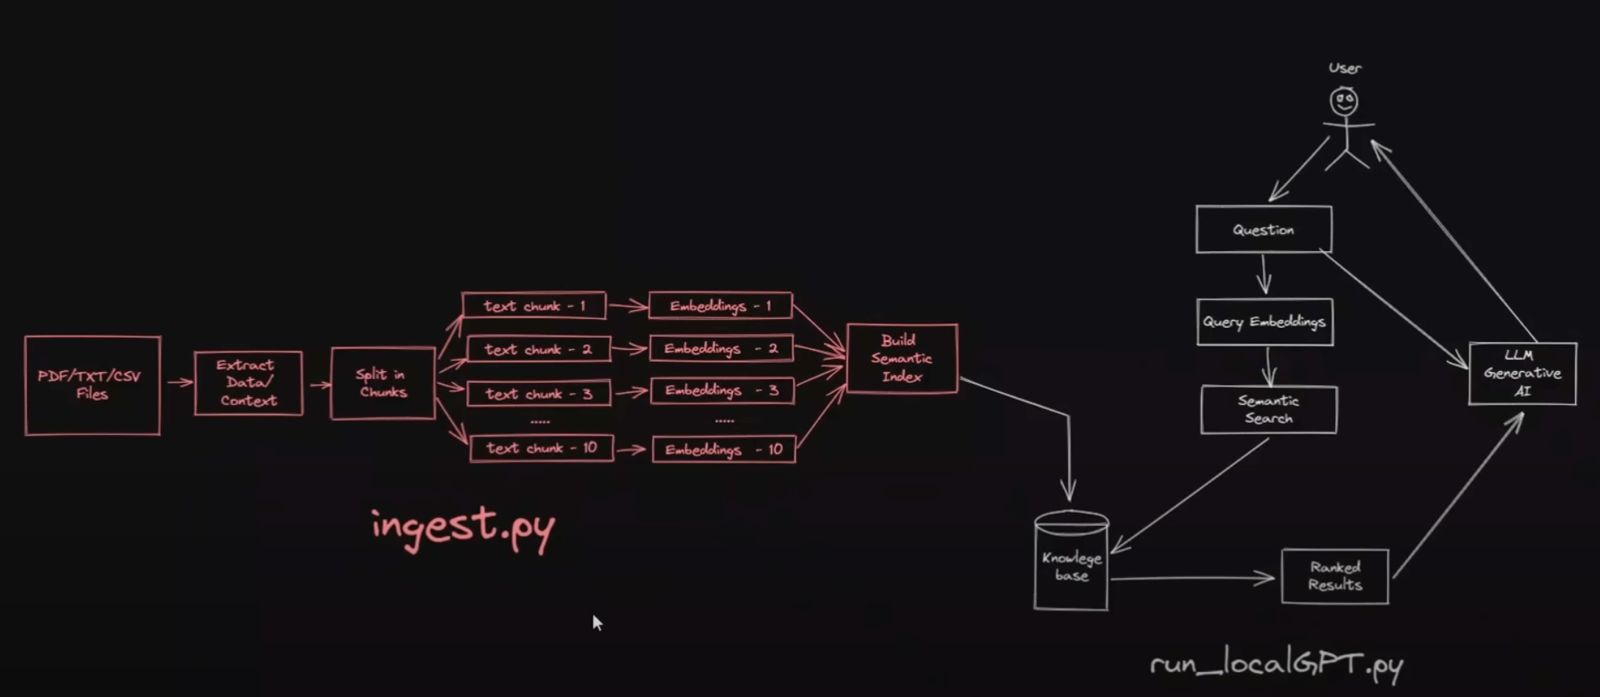 PDF/TXT/CSV
Files
Extract
Data/
Context
Split in
Chunks
text chunk - 1
text chunk - 2
text chunk - 3
.....
text chunk - 10
Embeddings - 1
Embeddings - 2
Embeddings - 3
.....
Embeddings - 10
Build
Semantic
Index
ingest.py
User
Question
Query Embeddings
Semantic
Search
Knowlege
base
Ranked
Results
LLM
Generative
AI
run_localGPT.py